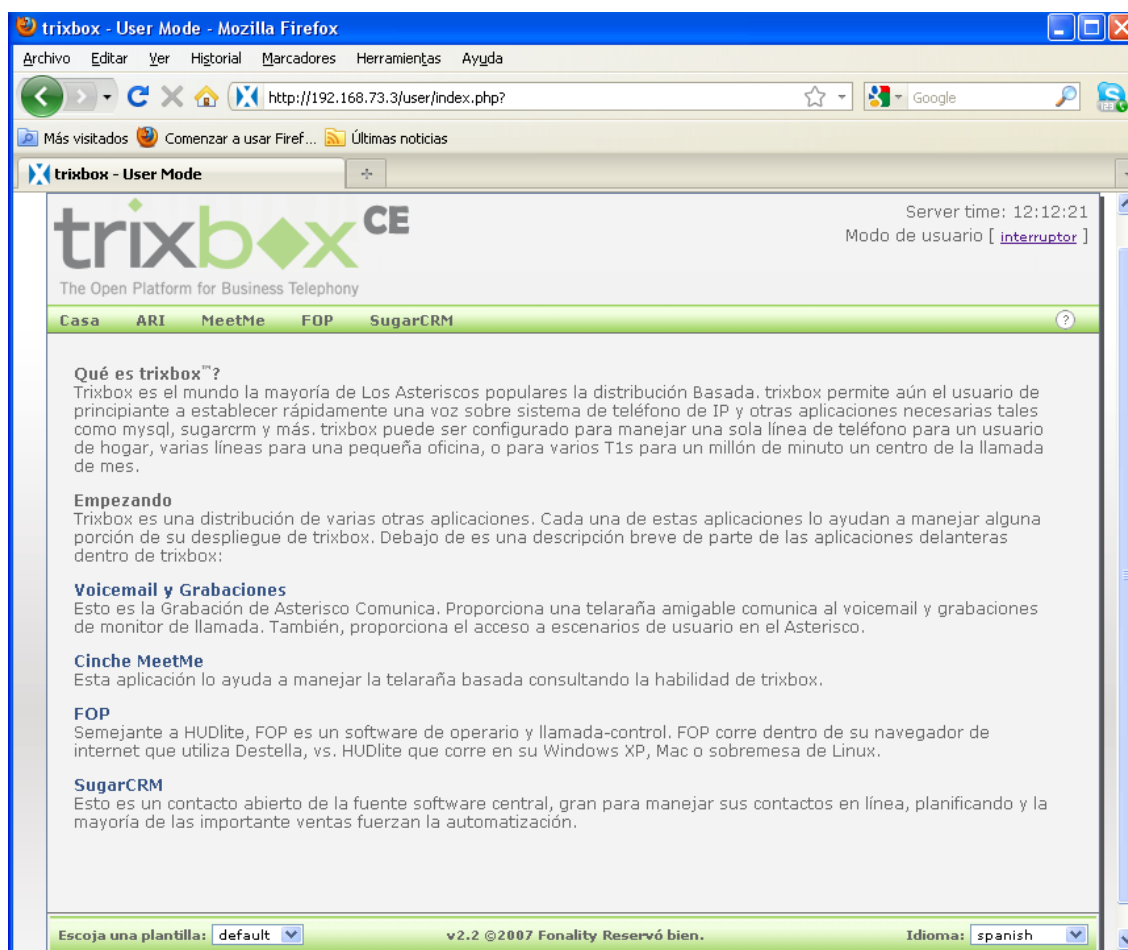 trixbox - User Mode - Mozilla Firefox
Archivo Editar Ver Historial Marcadores Herramientas Ayuda
http://192.168.73.3/user/index.php?
Google
Más visitados Comenzar a usar Firef... Últimas noticias
trixbox - User Mode
trixbox CE
Server time: 12:12:21
Modo de usuario [ interruptor ]
The Open Platform for Business Telephony
Casa ARI MeetMe FOP SugarCRM ?
Qué es trixbox™?
Trixbox es el mundo la mayoría de Los Asteriscos populares la distribución Basada. trixbox permite aún el usuario de
principiante a establecer rápidamente una voz sobre sistema de teléfono de IP y otras aplicaciones necesarias tales
como mysql, sugarcrm y más. trixbox puede ser configurado para manejar una sola línea de teléfono para un usuario
de hogar, varias líneas para una pequeña oficina, o para varios T1s para un millón de minuto un centro de la llamada
de mes.
Empezando
Trixbox es una distribución de varias otras aplicaciones. Cada una de estas aplicaciones lo ayudan a manejar alguna
porción de su despliegue de trixbox. Debajo de es una descripción breve de parte de las aplicaciones delanteras
dentro de trixbox:
Voicemail y Grabaciones
Esto es la Grabación de Asterisco Comunica. Proporciona una telaraña amigable comunica al voicemail y grabaciones
de monitor de llamada. También, proporciona el acceso a escenarios de usuario en el Asterisco.
Cinche MeetMe
Esta aplicación lo ayuda a manejar la telaraña basada consultando la habilidad de trixbox.
FOP
Semejante a HUDlite, FOP es un software de operario y llamada-control. FOP corre dentro de su navegador de
internet que utiliza Destella, vs. HUDlite que corre en su Windows XP, Mac o sobremesa de Linux.
SugarCRM
Esto es un contacto abierto de la fuente software central, gran para manejar sus contactos en línea, planificando y la
mayoría de las importante ventas fuerzan la automatización.
Escoja una plantilla: default v2.2 ©2007 Fonality Reservó bien. Idioma: spanish